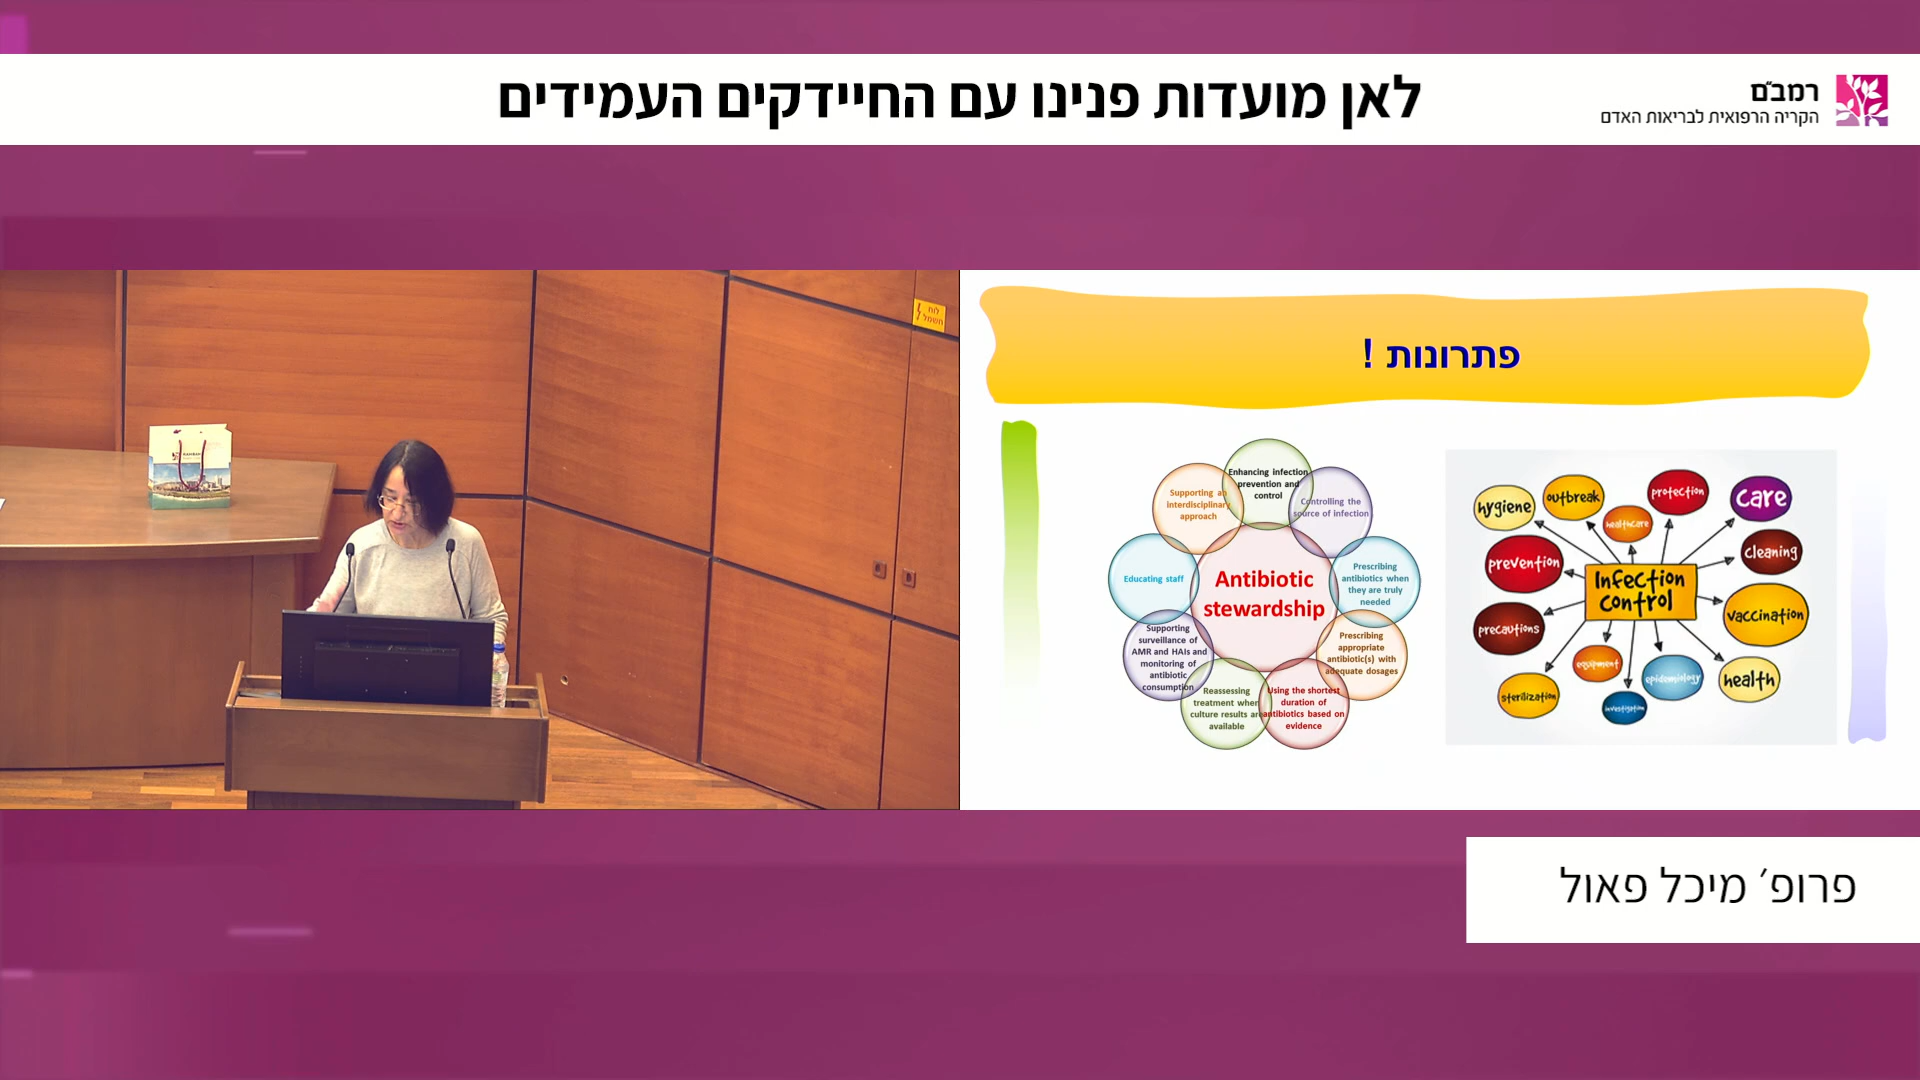 לאן מועדות פנינו עם החיידקים העמידים
רמב״ם
הקריה הרפואית לבריאות האדם
לוח
חשמל
RAMBAM
פתרונות !
Enhancing infection
prevention and
control
Controlling the
source of infection
Prescribing
antibiotics when
they are truly
needed
Prescribing
appropriate
antibiotic(s) with
adequate dosages
Using the shortest
duration of
antibiotics based on
evidence
Reassessing
treatment when
culture results are
available
Supporting
surveillance of
AMR and HAIs and
monitoring of
antibiotic
consumption
Educating staff
Supporting an
interdisciplinary
approach
Antibiotic
stewardship
hygiene
outbreak
healthcare
protection
care
prevention
cleaning
Infection
control
precautions
vaccination
equipment
epidemiology
health
sterilization
investigation
פרופ׳ מיכל פאול